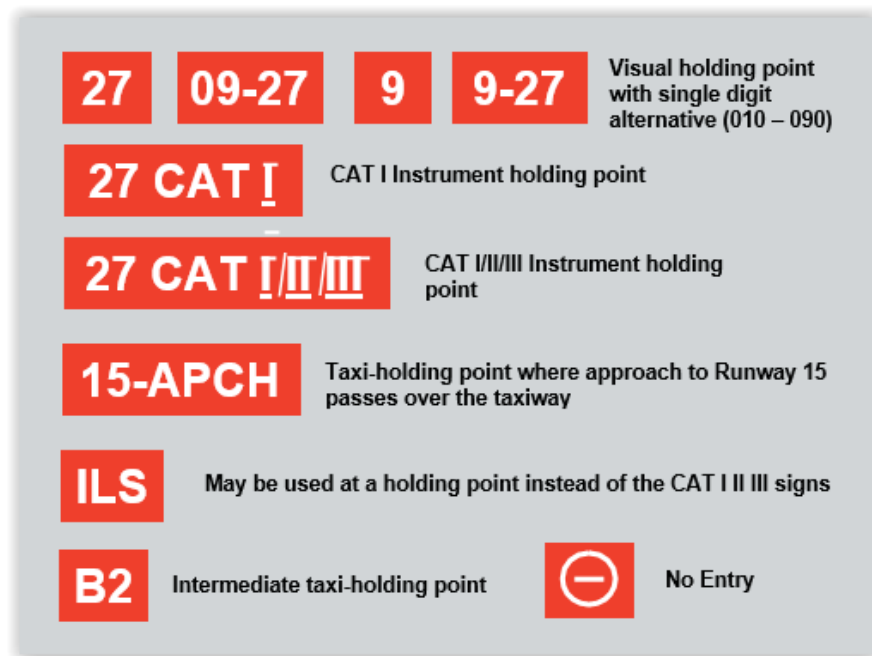 27 09-27 9 9-27 Visual holding point
with single digit
alternative (010 – 090)
27 CAT I CAT I Instrument holding point
27 CAT I/II/III CAT I/II/III Instrument holding
point
15-APCH Taxi-holding point where approach to Runway 15
passes over the taxiway
ILS May be used at a holding point instead of the CAT I II III signs
B2 Intermediate taxi-holding point No Entry